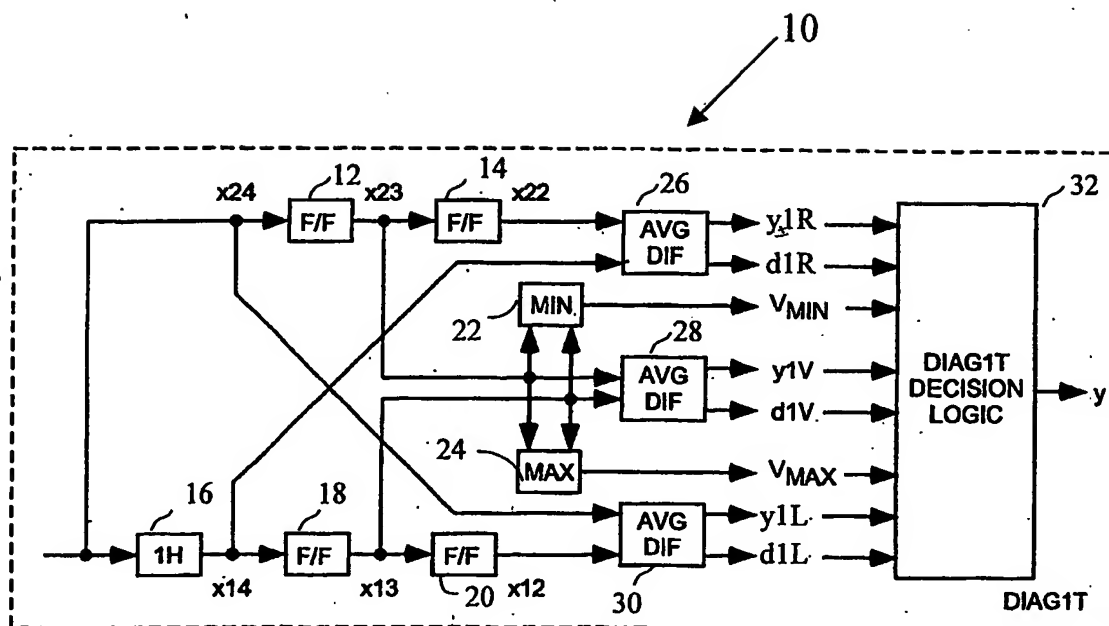 10
x24
12
F/F
x23
14
F/F
x22
26
AVG
DIF
y1R
d1R
32
22
MIN
VMIN
28
AVG
DIF
y1V
d1V
DIAG1T
DECISION
LOGIC
y
24
MAX
VMAX
16
1H
x14
18
F/F
x13
20
F/F
x12
30
AVG
DIF
y1L
d1L
DIAG1T